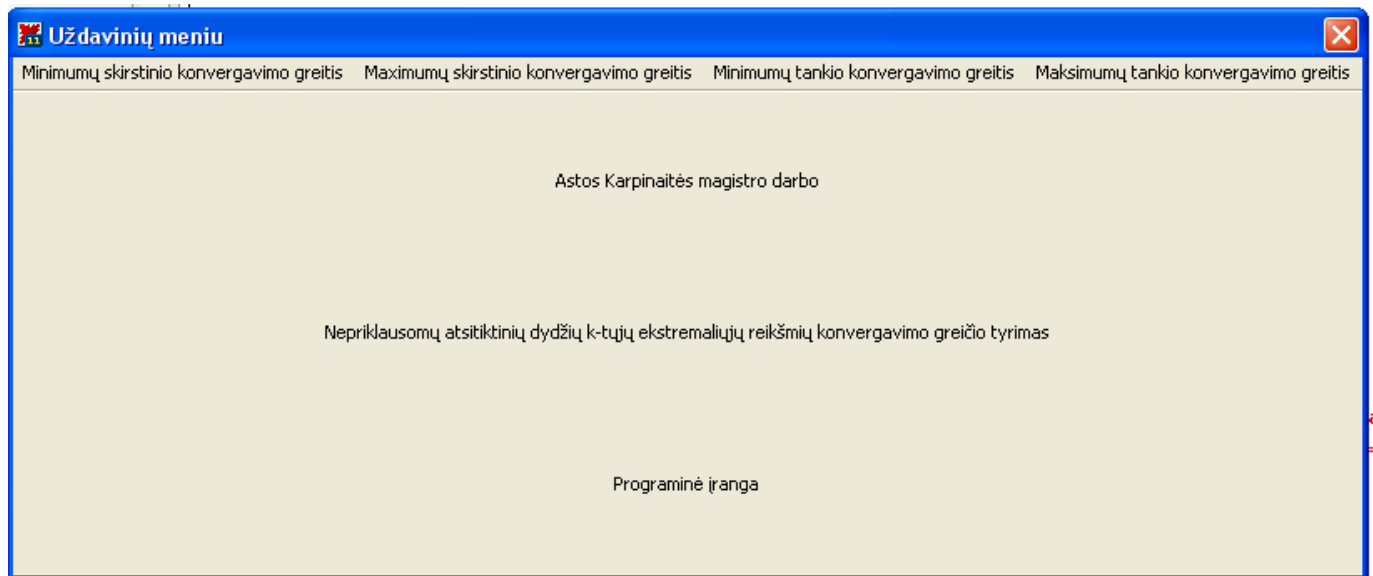 Uždavinių meniu
Minimumų skirstinio konvergavimo greitis Maximumų skirstinio konvergavimo greitis Minimumų tankio konvergavimo greitis Maksimumų tankio konvergavimo greitis
Astos Karpinaitės magistro darbo
Nepriklausomų atsitiktinių dydžių k-tųjų ekstremaliųjų reikšmių konvergavimo greičio tyrimas
Programinė įranga